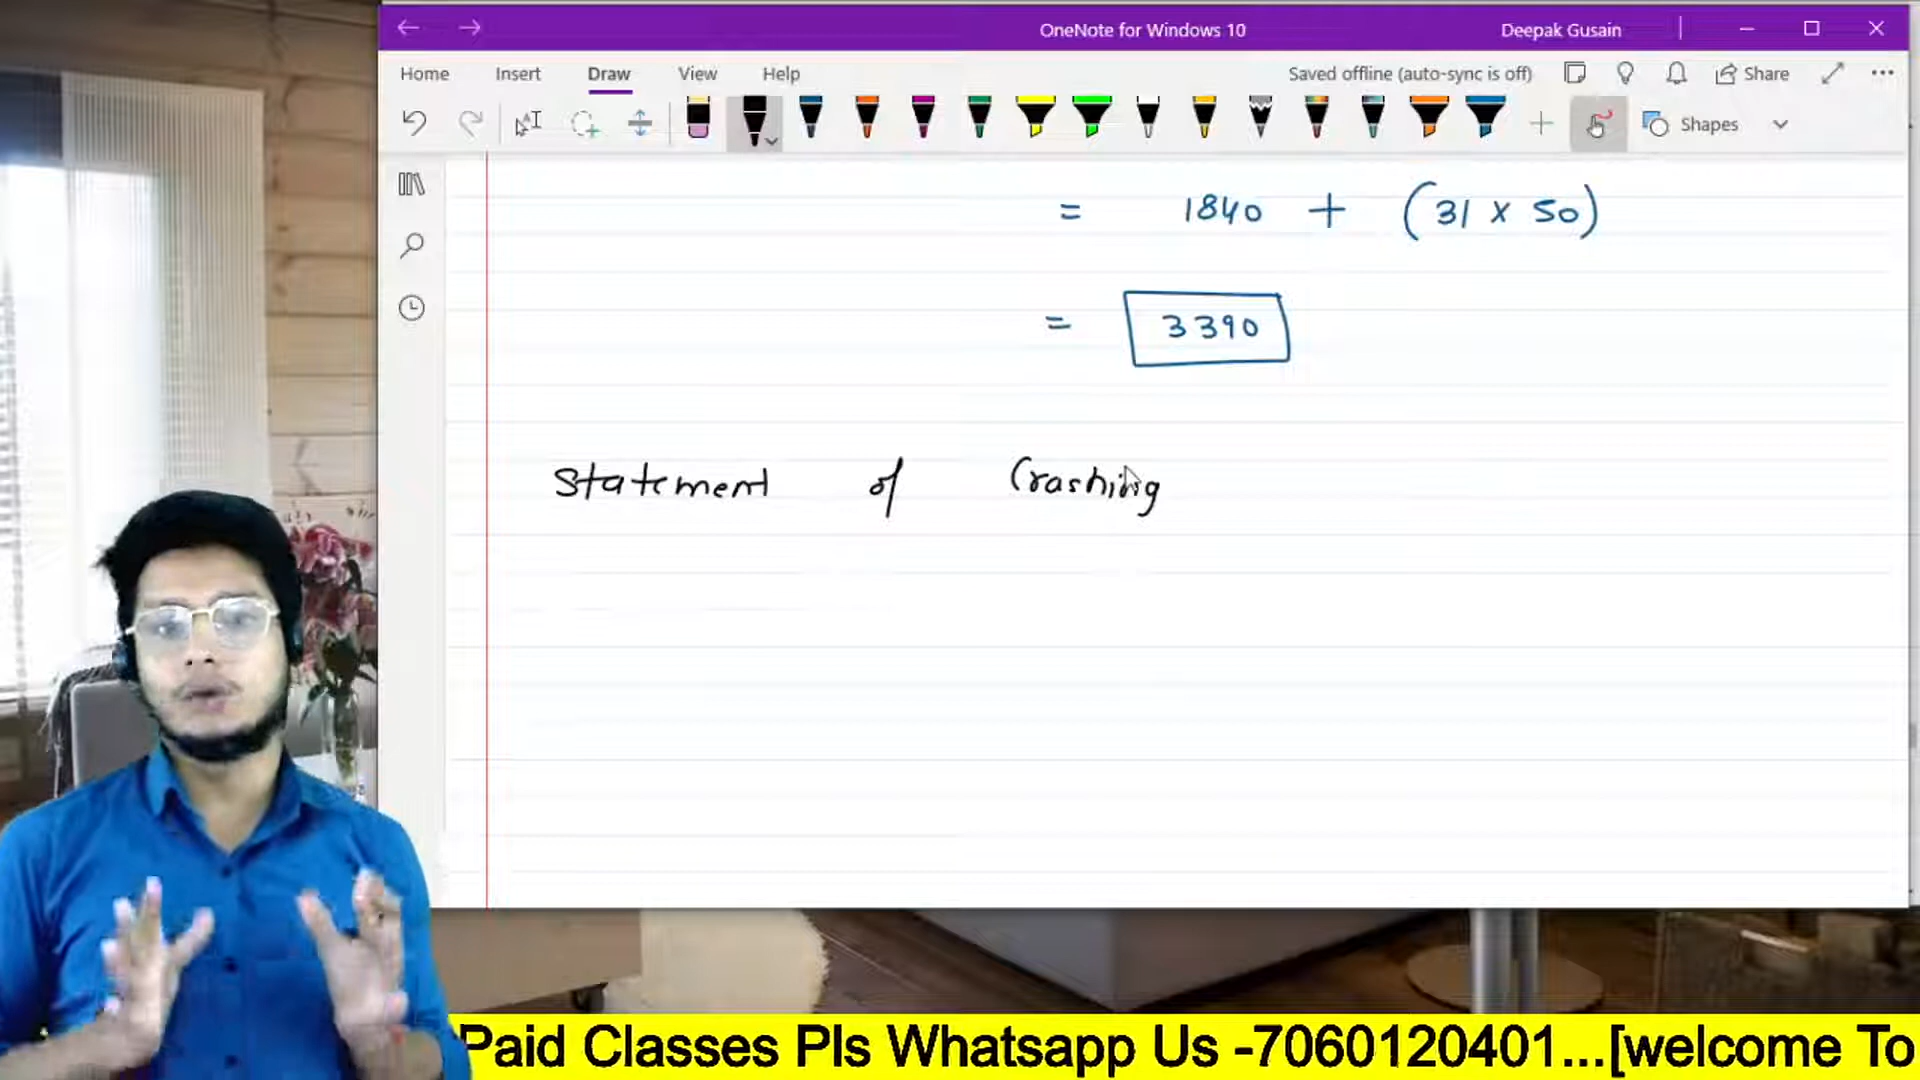 OneNote for Windows 10 Deepak Gusain
Home Insert Draw View Help Saved offline (auto-sync is off) Share
Shapes
= 1840 + (31 x 50)
= 3390
Statement of Crashing
Paid Classes Pls Whatsapp Us -7060120401...[welcome To